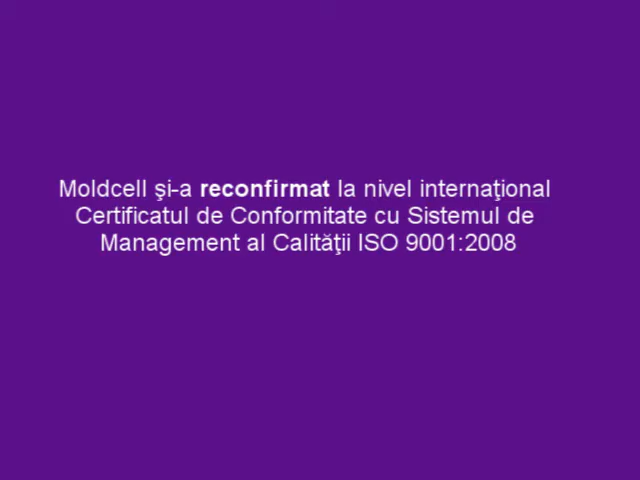 Moldcell şi-a reconfirmat la nivel internaţional
Certificatul de Conformitate cu Sistemul de
Management al Calităţii ISO 9001:2008